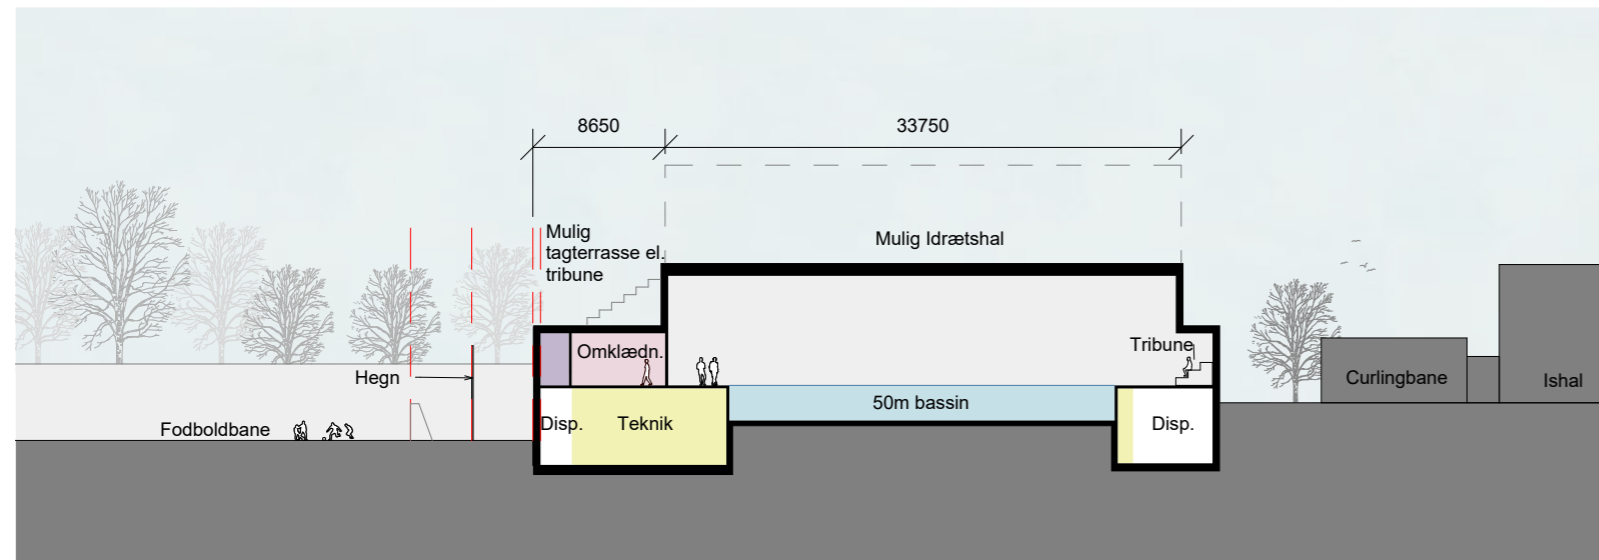 8650
33750
Mulig
tagterrasse el.
tribune
Mulig Idrætshal
Omklædn.
Tribune
Hegn
Curlingbane
Ishal
50m bassin
Fodboldbane
Disp.
Teknik
Disp.